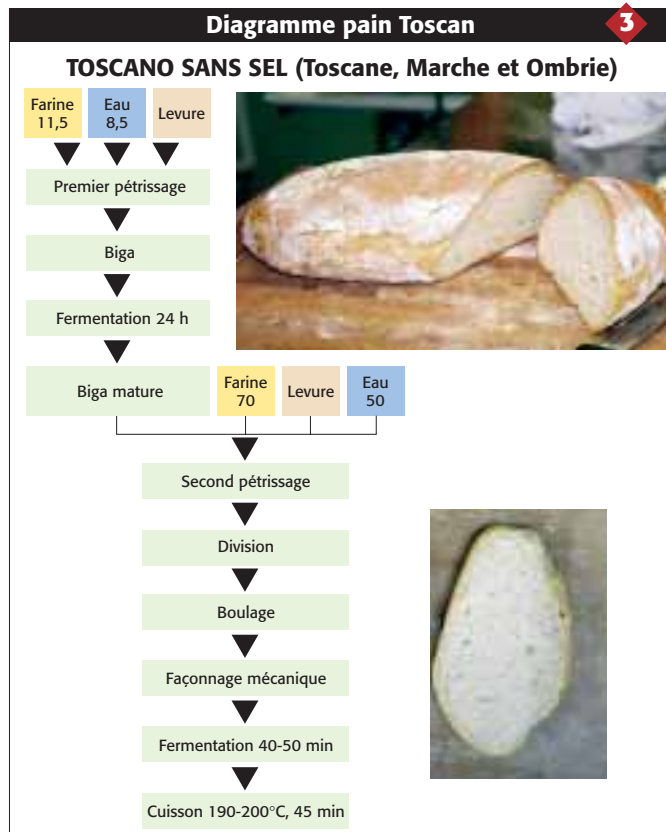 Diagramme pain Toscan
3
TOSCANO SANS SEL (Toscane, Marche et Ombrie)
Farine
11,5
Eau
8,5
Levure
Premier pétrissage
Biga
Fermentation 24 h
Biga mature
Farine
70
Levure
Eau
50
Second pétrissage
Division
Boulage
Façonnage mécanique
Fermentation 40-50 min
Cuisson 190-200°C, 45 min